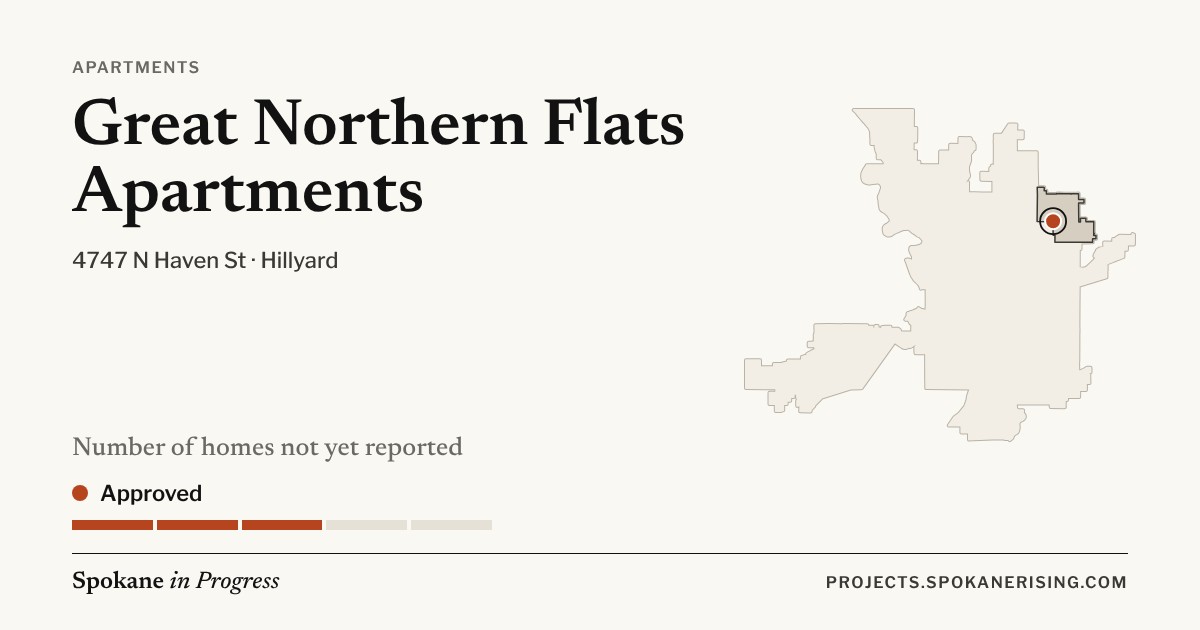 APARTMENTS
Great Northern Flats
Apartments
4747 N Haven St · Hillyard
Number of homes not yet reported
Approved
Spokane in Progress
PROJECTS.SPOKANERISING.COM